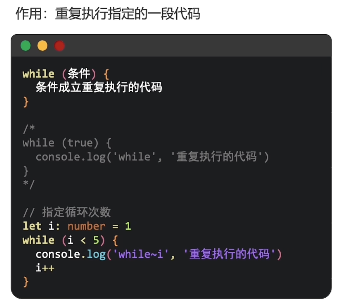 作用：重复执行指定的一段代码
while (条件) {
  条件成立重复执行的代码
}
/*
while (true) {
  console.log('while', '重复执行的代码')
}
*/
// 指定循环次数
let i: number = 1
while (i < 5) {
  console.log('while~i', '重复执行的代码')
  i++
}